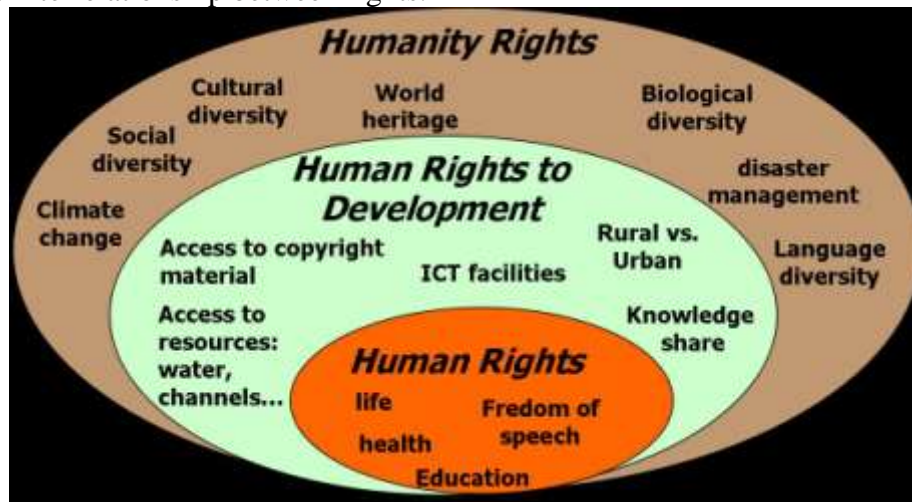 Humanity Rights
Cultural
diversity
World
heritage
Biological
diversity
Social
diversity
disaster
management
Climate
change
Language
diversity
Human Rights to
Development
Access to copyright
material
ICT facilities
Rural vs.
Urban
Access to
resources:
water,
channels...
Knowledge
share
Human Rights
life
Fredom of
speech
health
Education